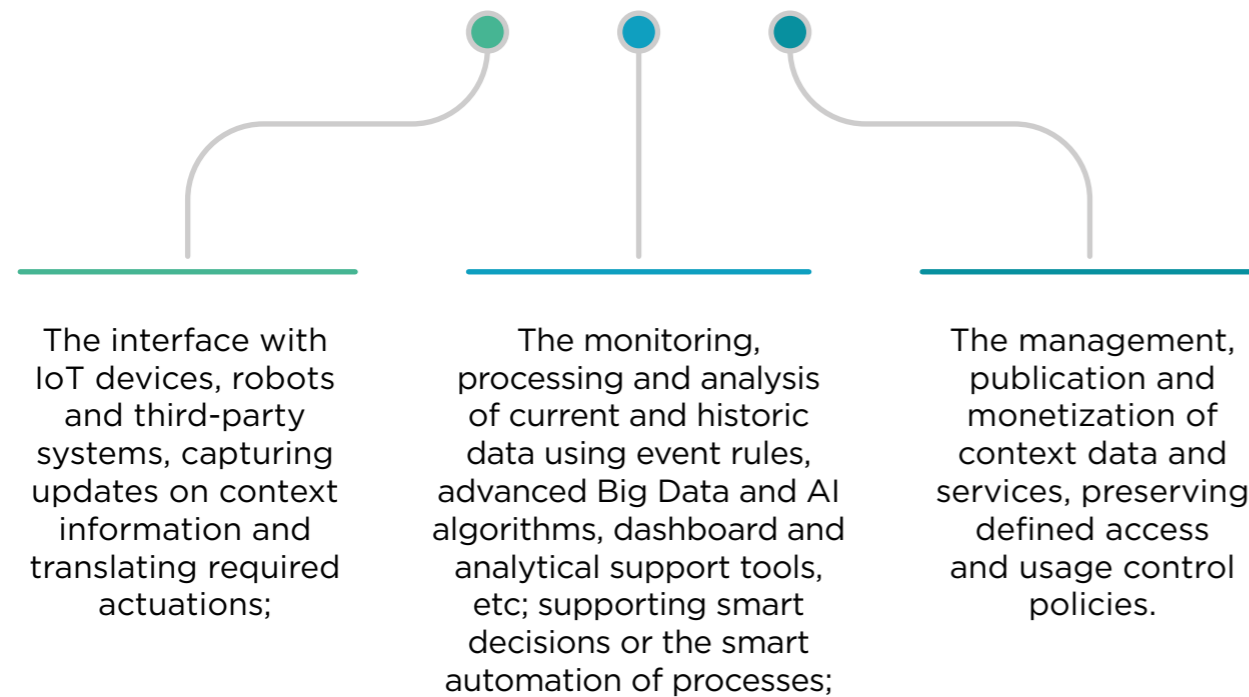 The interface with
IoT devices, robots
and third-party
systems, capturing
updates on context
information and
translating required
actuations;
The monitoring,
processing and analysis
of current and historic
data using event rules,
advanced Big Data and AI
algorithms, dashboard and
analytical support tools,
etc; supporting smart
decisions or the smart
automation of processes;
The management,
publication and
monetization of
context data and
services, preserving
defined access
and usage control
policies.